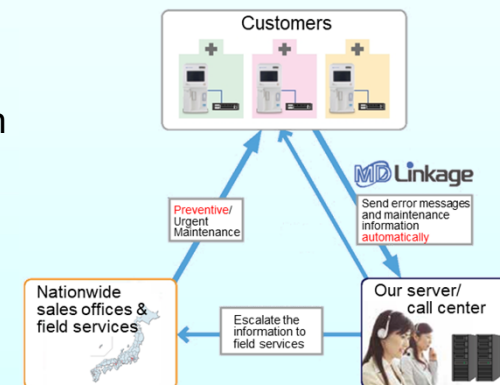 Customers
MD Linkage
Send error messages
and maintenance
information
automatically
Preventive/
Urgent
Maintenance
Nationwide
sales offices &
field services
Escalate the
information to
field services
Our server/
call center